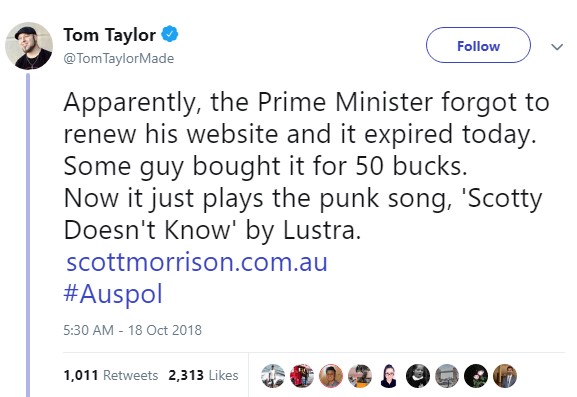 Tom Taylor
@TomTaylorMade
Follow
Apparently, the Prime Minister forgot to
renew his website and it expired today.
Some guy bought it for 50 bucks.
Now it just plays the punk song, 'Scotty
Doesn't Know' by Lustra.
scottmorrison.com.au
#Auspol
5:30 AM - 18 Oct 2018
1,011 Retweets 2,313 Likes